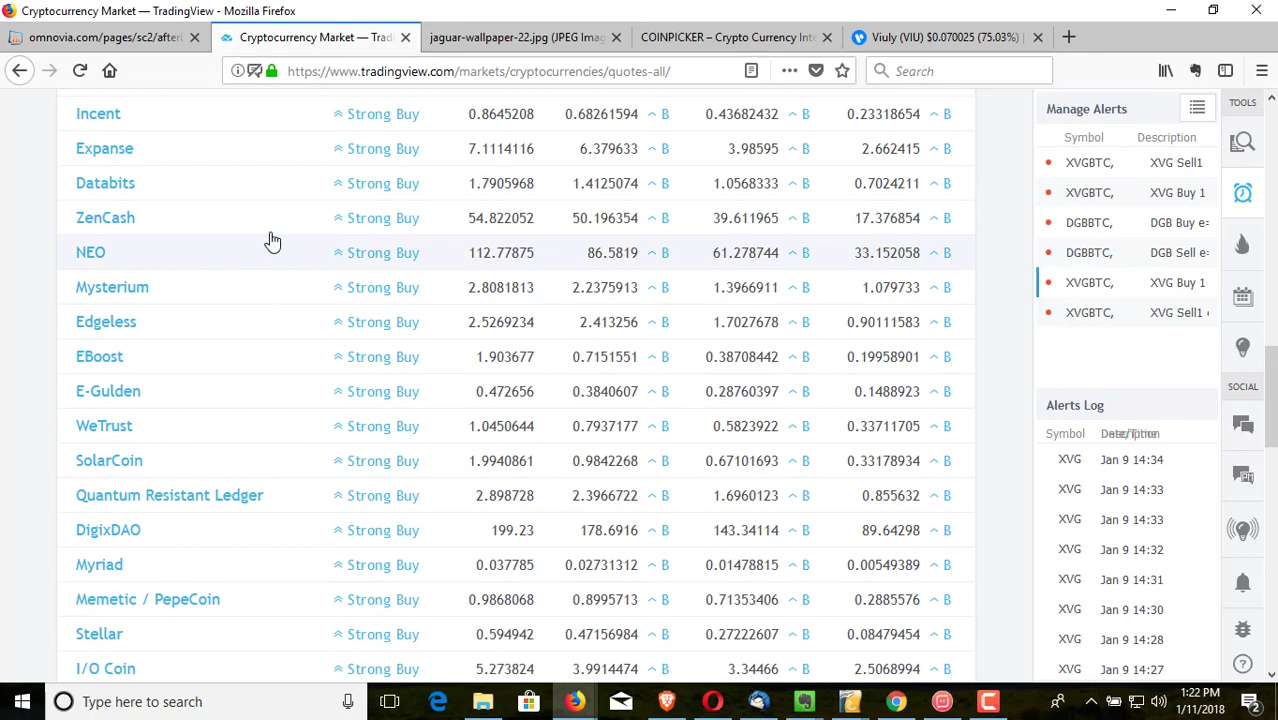 Cryptocurrency Market — TradingView - Mozilla Firefox
omnovia.com/pages/sc2/after
Cryptocurrency Market — Trad
jaguar-wallpaper-22.jpg (JPEG Imag
COINPICKER – Crypto Currency Inte
Viuly (VIU) $0.070025 (75.03%) |
https://www.tradingview.com/markets/cryptocurrencies/quotes-all/
Search
Incent Strong Buy 0.8645208 0.68261594 B 0.43682432 B 0.23318654 B
Expanse Strong Buy 7.1114116 6.379633 B 3.98595 B 2.662415 B
Databits Strong Buy 1.7905968 1.4125074 B 1.0568333 B 0.7024211 B
ZenCash Strong Buy 54.822052 50.196354 B 39.611965 B 17.376854 B
NEO Strong Buy 112.77875 86.5819 B 61.278744 B 33.152058 B
Mysterium Strong Buy 2.8081813 2.2375913 B 1.3966911 B 1.079733 B
Edgeless Strong Buy 2.5269234 2.413256 B 1.7027678 B 0.90111583 B
EBoost Strong Buy 1.903677 0.7151551 B 0.38708442 B 0.19958901 B
E-Gulden Strong Buy 0.472656 0.3840607 B 0.28760397 B 0.1488923 B
WeTrust Strong Buy 1.0450644 0.7937177 B 0.5823922 B 0.33711705 B
SolarCoin Strong Buy 1.9940861 0.9842268 B 0.67101693 B 0.33178934 B
Quantum Resistant Ledger Strong Buy 2.898728 2.3966722 B 1.6960123 B 0.855632 B
DigixDAO Strong Buy 199.23 178.6916 B 143.34114 B 89.64298 B
Myriad Strong Buy 0.037785 0.02731312 B 0.01478815 B 0.00549389 B
Memetic / PepeCoin Strong Buy 0.9868068 0.8995713 B 0.71353406 B 0.2885576 B
Stellar Strong Buy 0.594942 0.47156984 B 0.27222607 B 0.08479454 B
I/O Coin Strong Buy 5.273824 3.9914474 B 3.34466 B 2.5068994 B
Manage Alerts
Symbol Description
XVGBTC, XVG Sell1
XVGBTC, XVG Buy 1
DGBBTC, DGB Buy e
DGBBTC, DGB Sell e
XVGBTC, XVG Buy 1
XVGBTC, XVG Sell1
Alerts Log
Symbol
XVG Jan 9 14:34
XVG Jan 9 14:33
XVG Jan 9 14:33
XVG Jan 9 14:32
XVG Jan 9 14:31
XVG Jan 9 14:30
XVG Jan 9 14:28
XVG Jan 9 14:27
TOOLS
SOCIAL
Type here to search
1:22 PM
1/11/2018
2